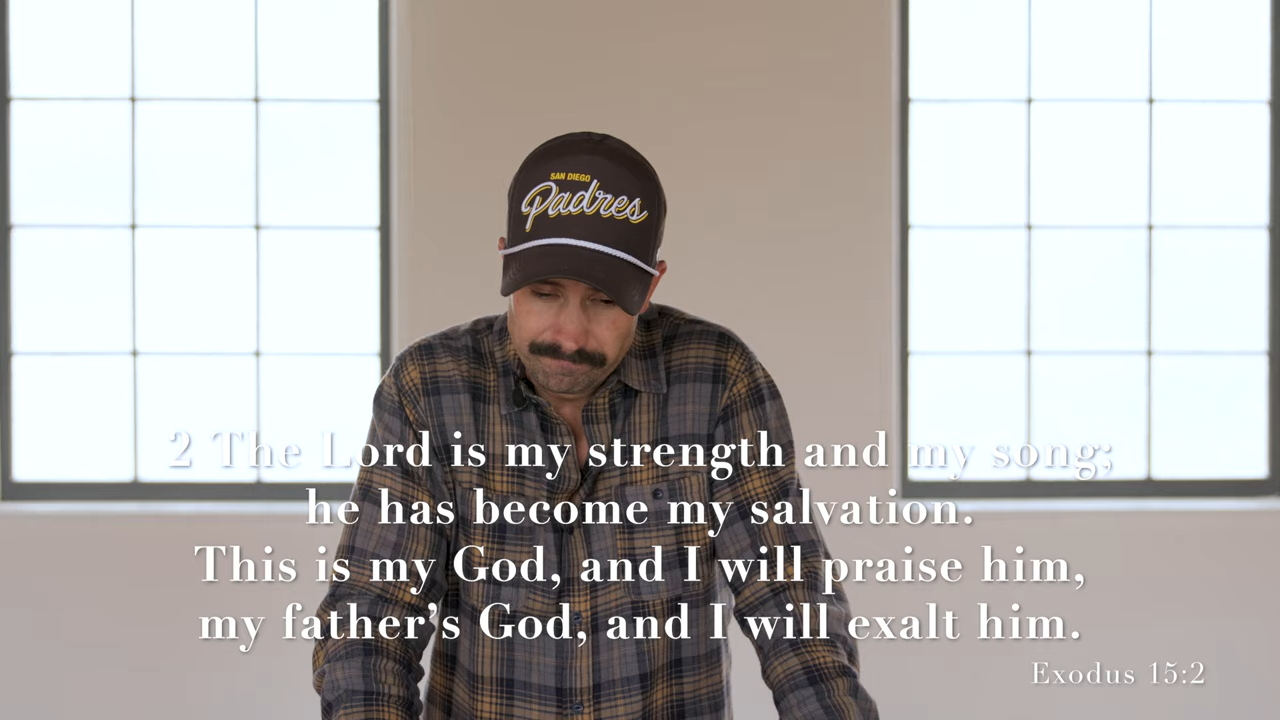 SAN DIEGO
Padres
2 The Lord is my strength and my song;
he has become my salvation.
This is my God, and I will praise him,
my father’s God, and I will exalt him.
Exodus 15:2